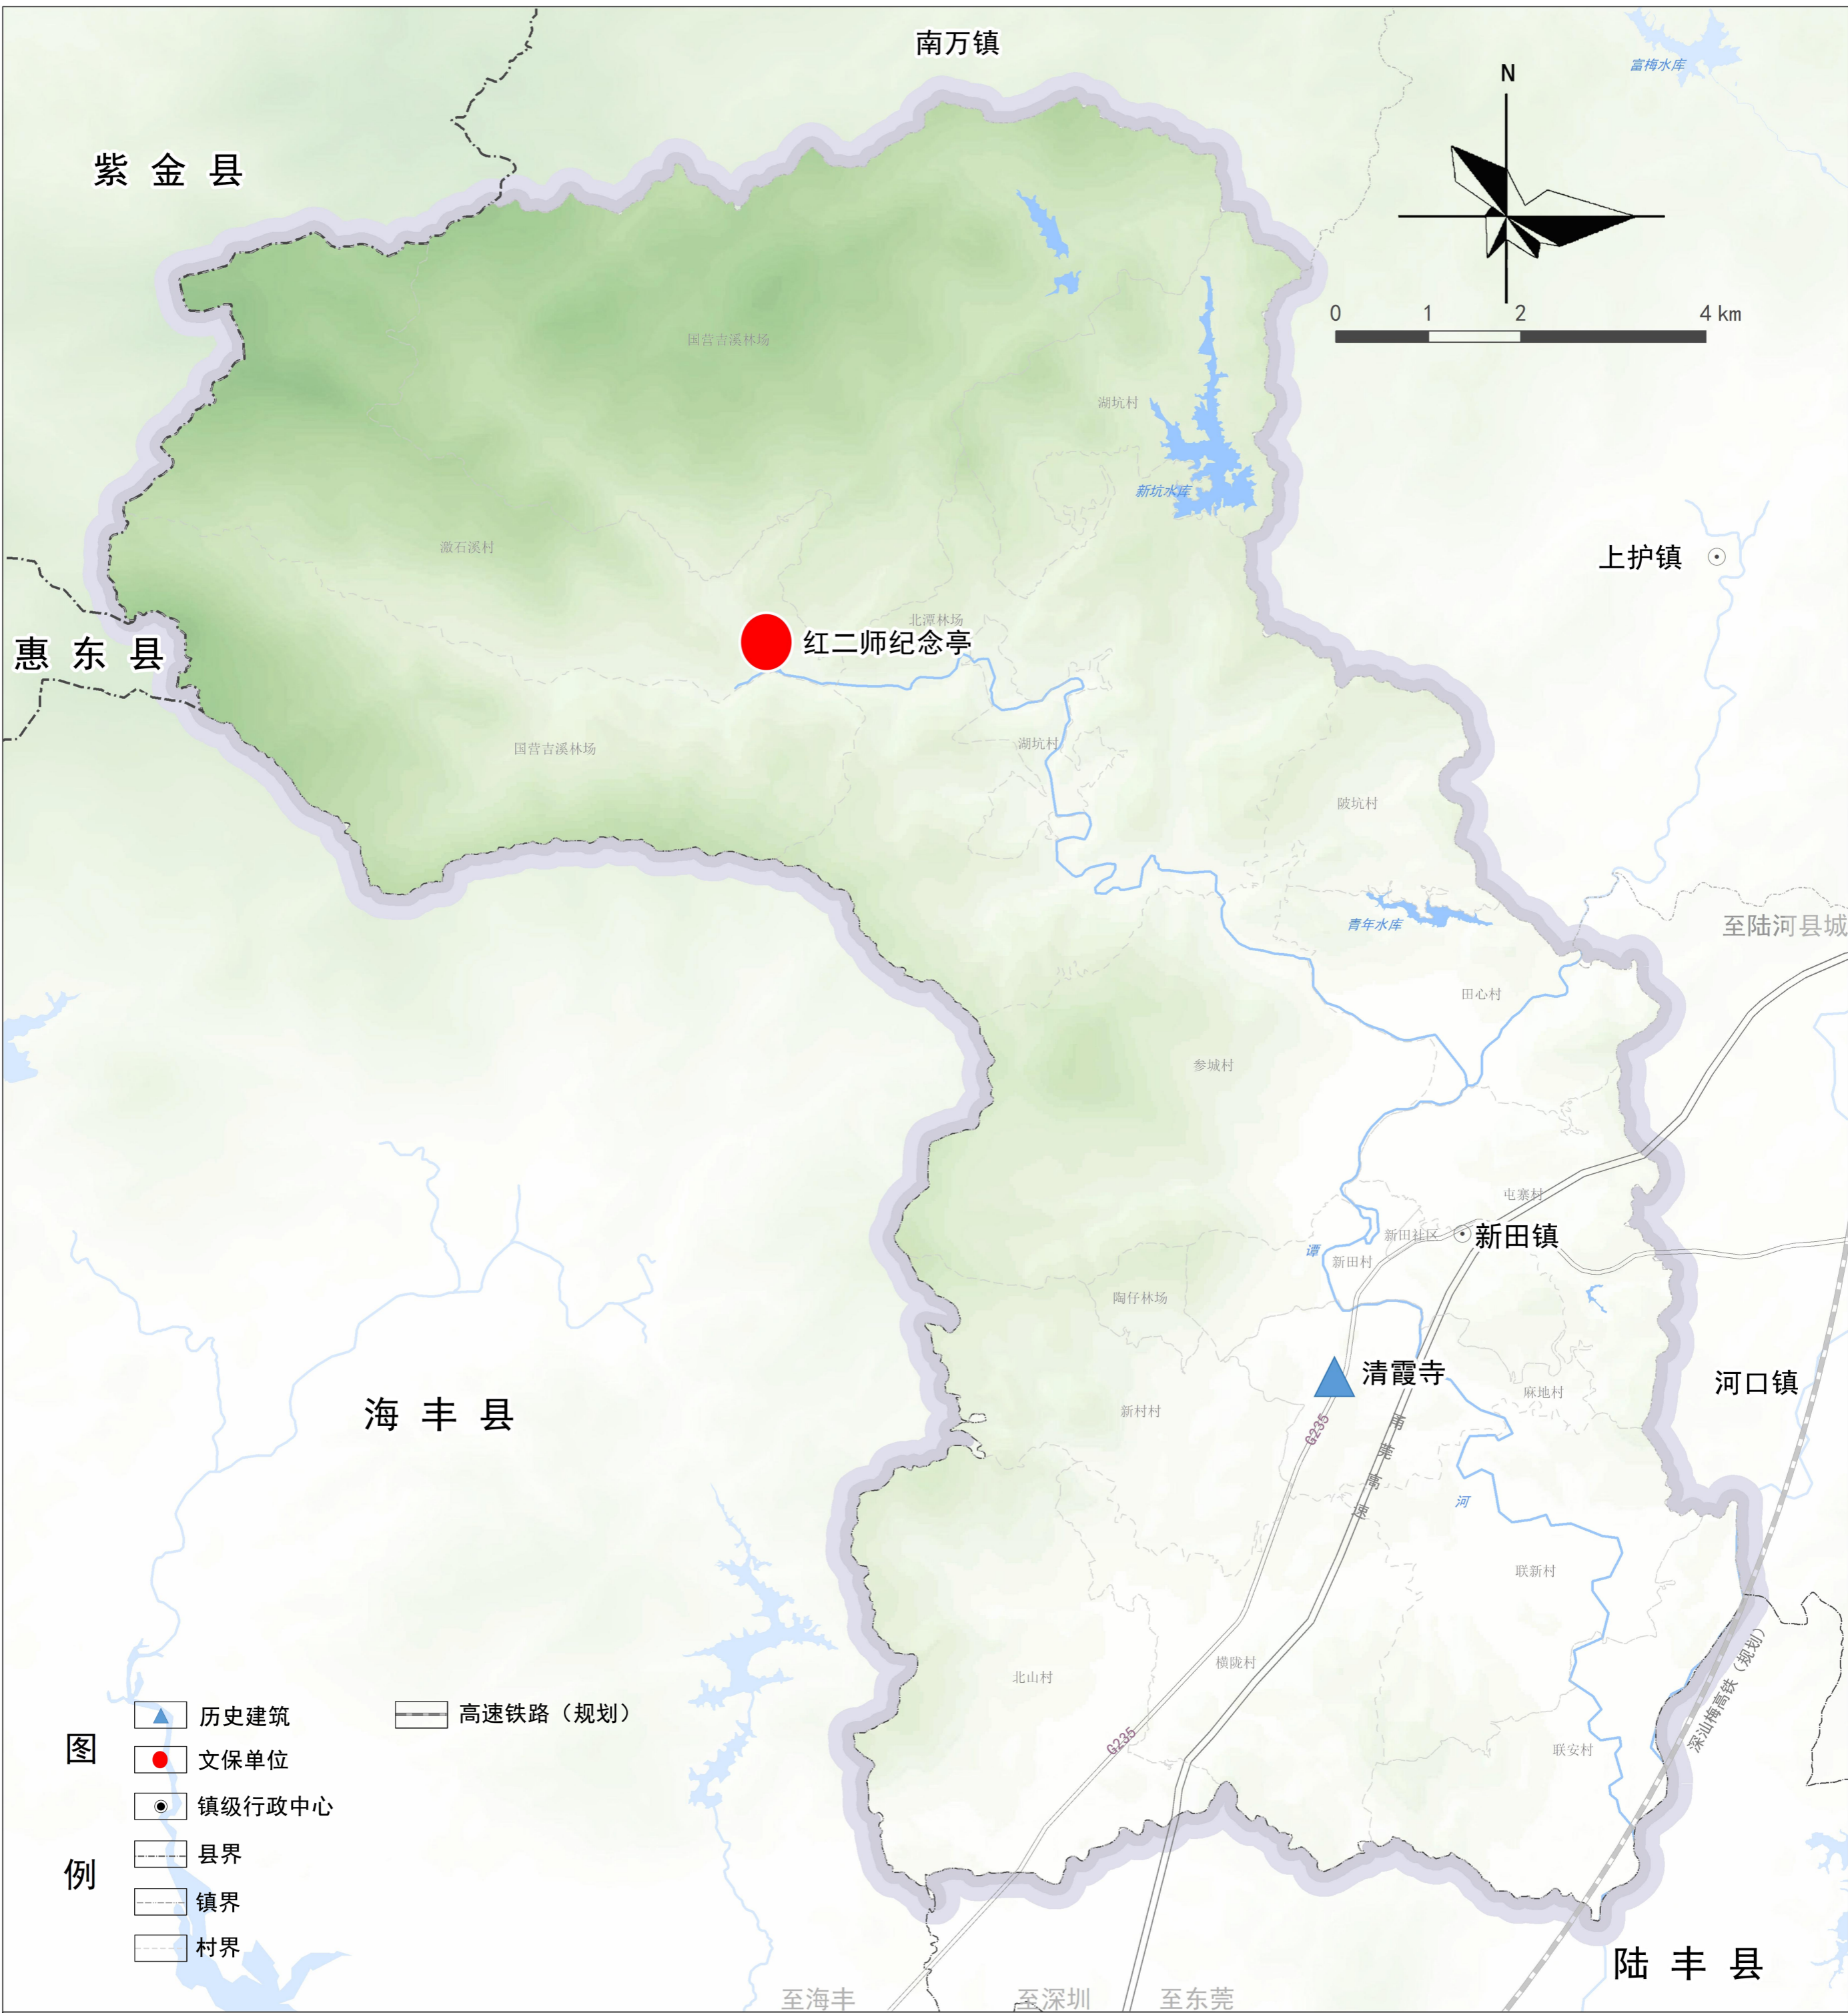 南万镇
富梅水库
N
紫金县
0 1 2 4 km
国营吉溪林场
湖坑村
新坑水库
激石溪村
上护镇
北潭林场
惠东县
红二师纪念亭
国营吉溪林场
湖坑村
陂坑村
青年水库
至陆河县城
田心村
参城村
屯寨村
新田社区
新田镇
谭
新田村
陶仔林场
清霞寺
河口镇
麻地村
海丰县
新村村
G235
甬莞高速
河
联新村
深汕梅高铁（规划）
横陇村
北山村
G235
联安村
图例
历史建筑
高速铁路（规划）
文保单位
镇级行政中心
县界
镇界
村界
陆丰县
至海丰
至深圳
至东莞